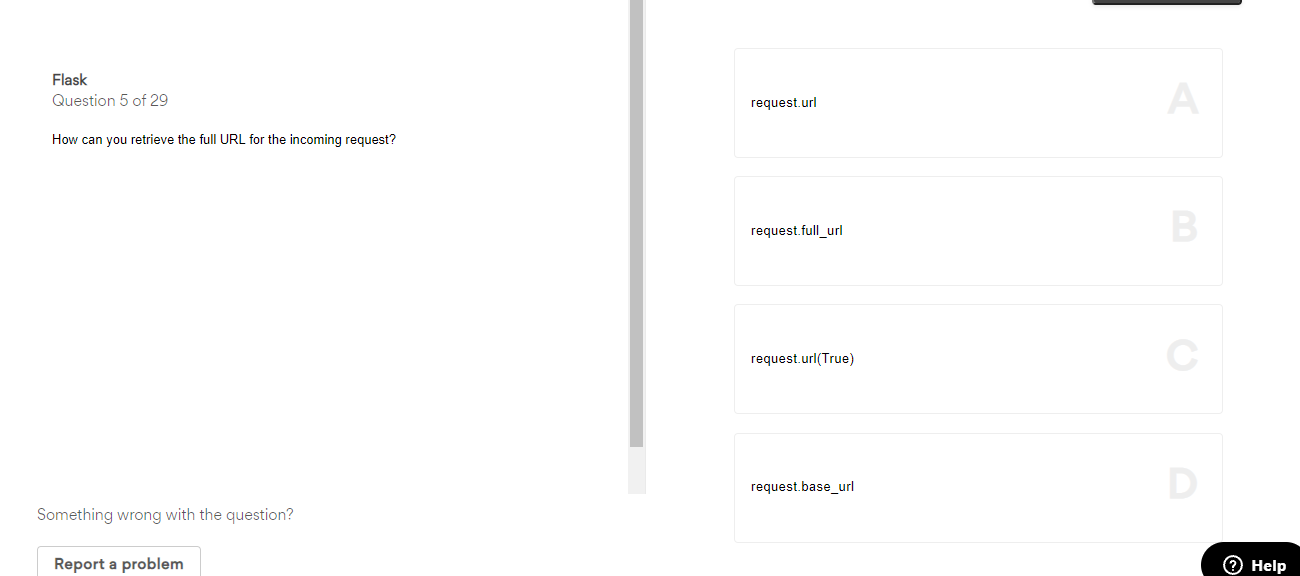 Flask
Question 5 of 29
How can you retrieve the full URL for the incoming request?
Something wrong with the question?
Report a problem
request.url
A
request.full_url
B
request.url(True)
C
request.base_url
D
? Help